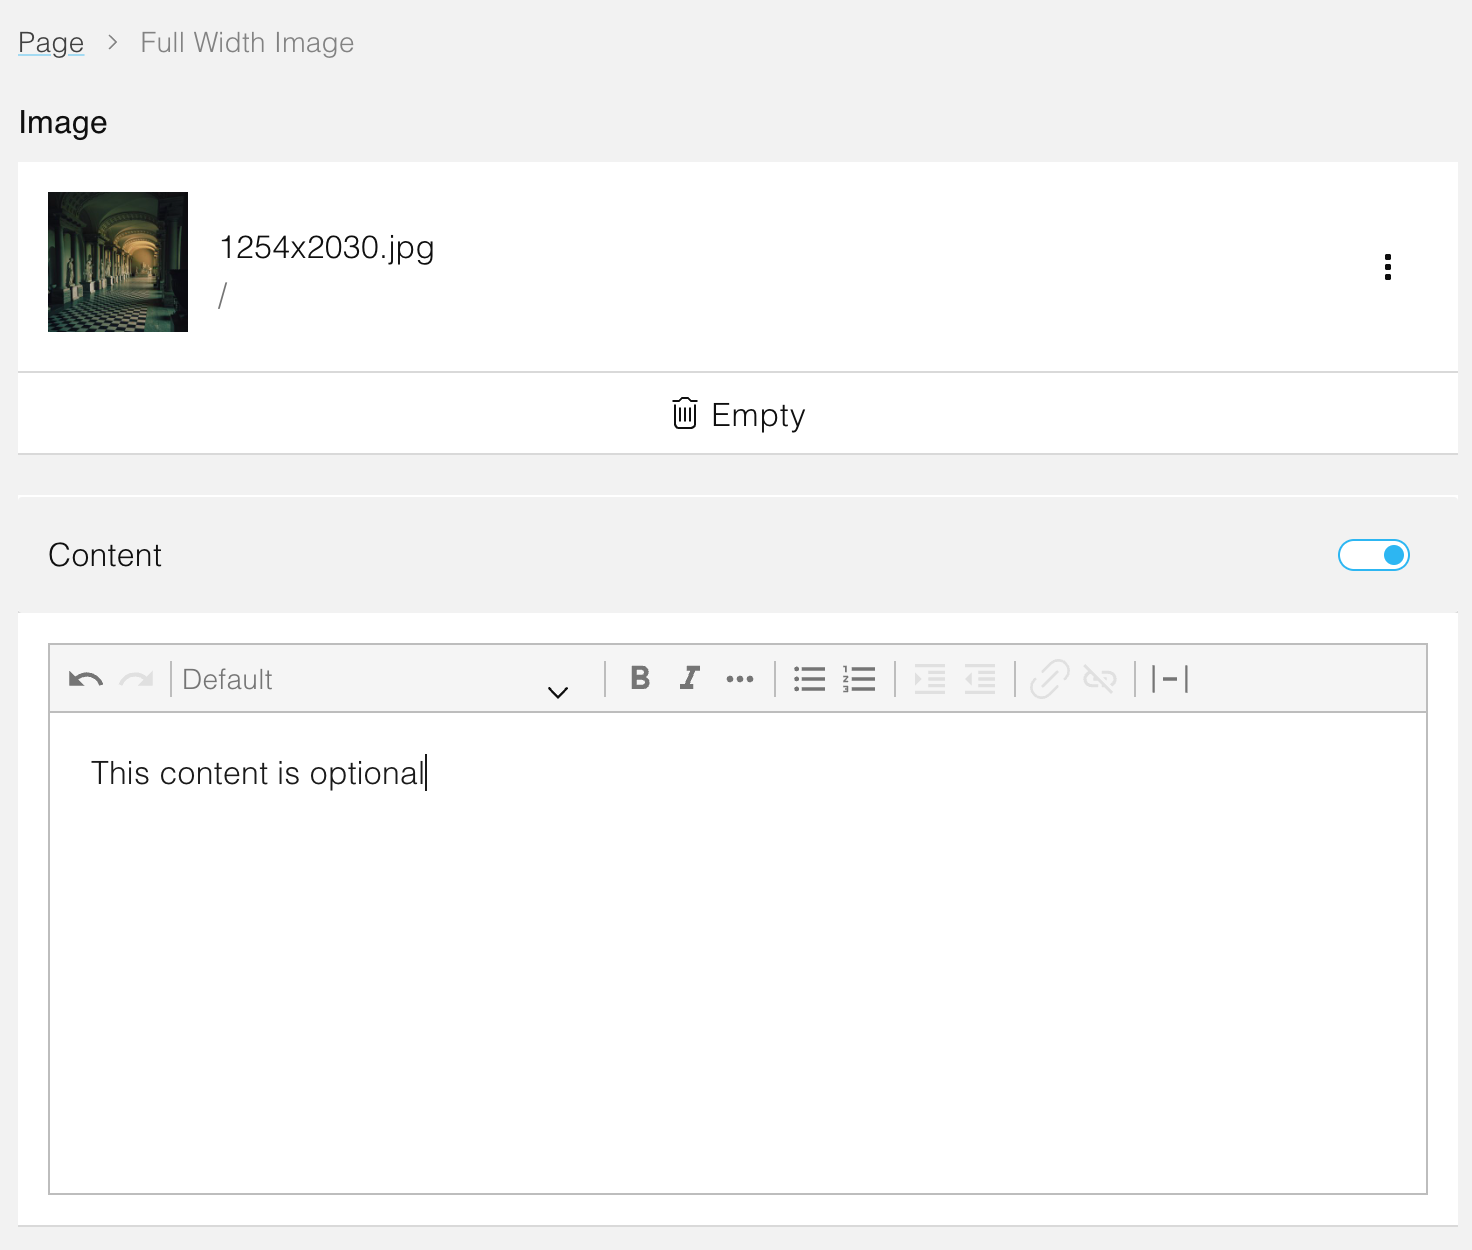 Page > Full Width Image
Image
1254x2030.jpg
/
Empty
Content
Default B I
This content is optional